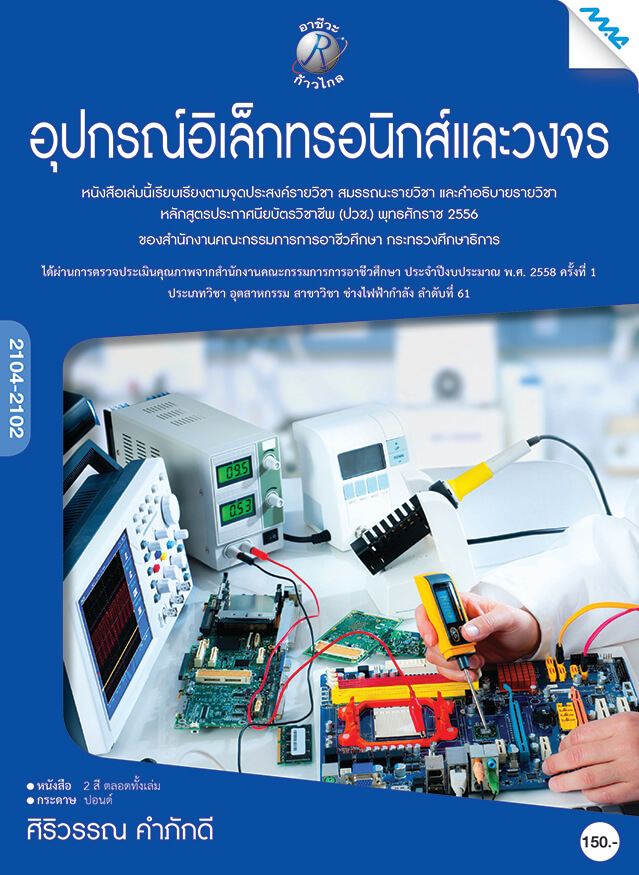 MAC
อาชีวะ
R
ก้าวไกล
อุปกรณ์อิเล็กทรอนิกส์และวงจร
หนังสือเล่มนี้เรียบเรียงตามจุดประสงค์รายวิชา สมรรถนะรายวิชา และคำอธิบายรายวิชา
หลักสูตรประกาศนียบัตรวิชาชีพ (ปวช.) พุทธศักราช 2556
ของสำนักงานคณะกรรมการการอาชีวศึกษา กระทรวงศึกษาธิการ
ได้ผ่านการตรวจประเมินคุณภาพจากสำนักงานคณะกรรมการการอาชีวศึกษา ประจำปีงบประมาณ พ.ศ. 2558 ครั้งที่ 1
ประเภทวิชา อุตสาหกรรม สาขาวิชา ช่างไฟฟ้ากำลัง ลำดับที่ 61
2104-2102
09.5
0.53
● หนังสือ 2 สี ตลอดทั้งเล่ม
● กระดาษ ปอนด์
ศิริวรรณ คำภักดี
150.-